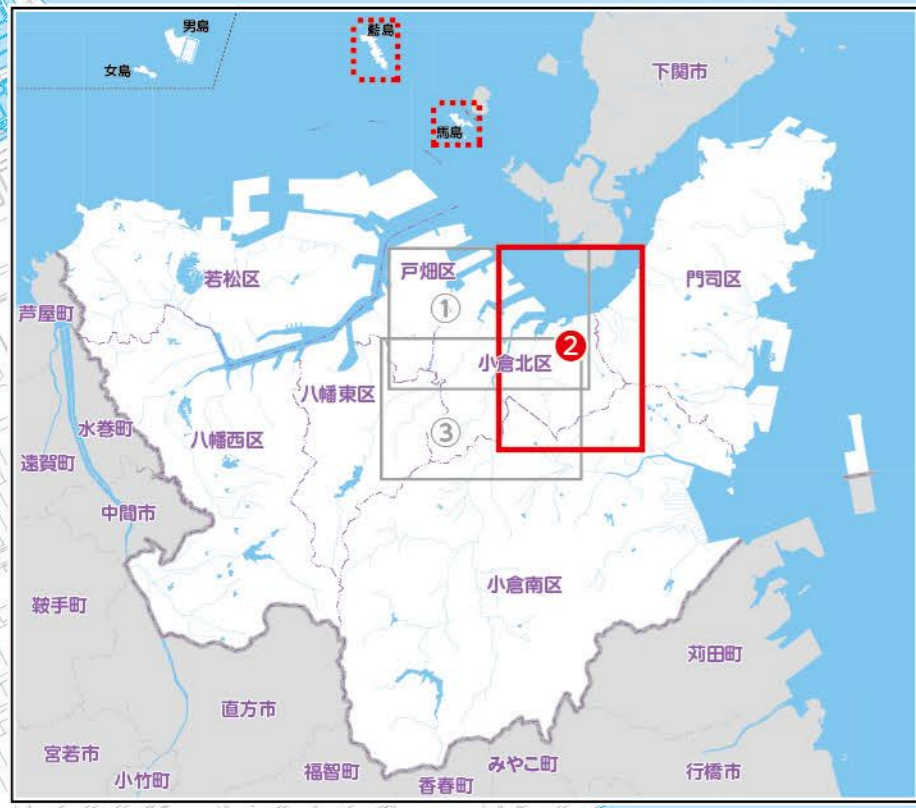 男島
藍島
女島
下関市
馬島
若松区
戸畑区
門司区
芦屋町
①
❷
小倉北区
八幡東区
水巻町
八幡西区
③
遠賀町
中間市
小倉南区
鞍手町
苅田町
直方市
宮若市
小竹町
福智町
みやこ町
香春町
行橋市